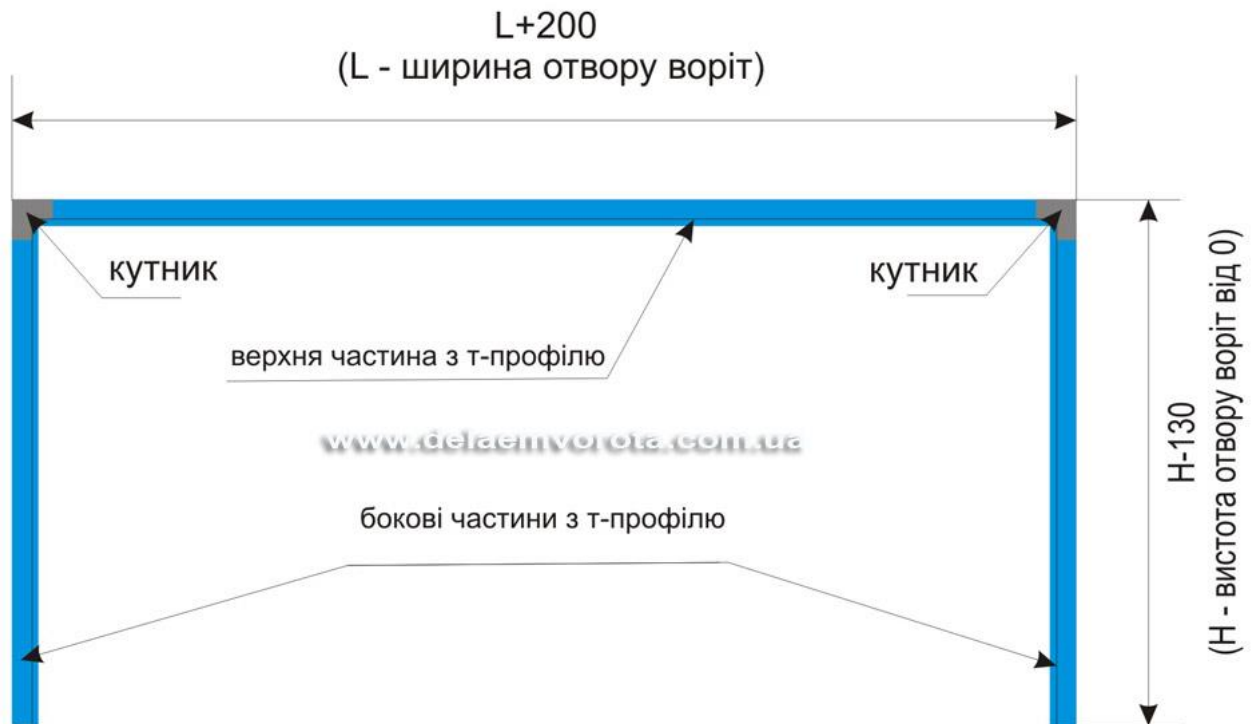 L+200
(L - ширина отвору воріт)
кутник
кутник
верхня частина з т-профілю
www.delaemvorota.com.ua
бокові частини з т-профілю
H-130
(H - вистота отвору воріт від 0)